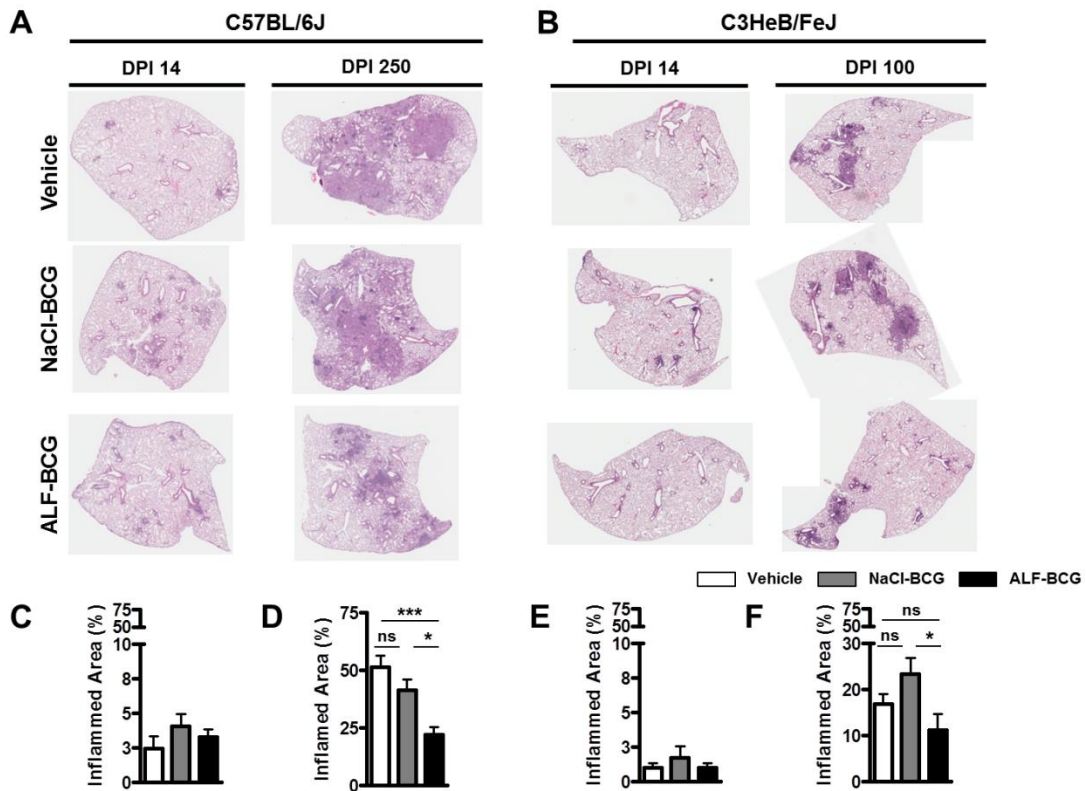 A
C57BL/6J
DPI 14
DPI 250
B
C3HeB/FeJ
DPI 14
DPI 100
Vehicle
NaCl-BCG
ALF-BCG
Vehicle
NaCl-BCG
ALF-BCG
C
Inflammed Area (%)
75
50
10
5
3
0
D
Inflammed Area (%)
75
50
25
0
***
ns
*
E
Inflammed Area (%)
75
50
10
5
3
0
F
Inflammed Area (%)
75
50
30
20
10
0
ns
ns
*